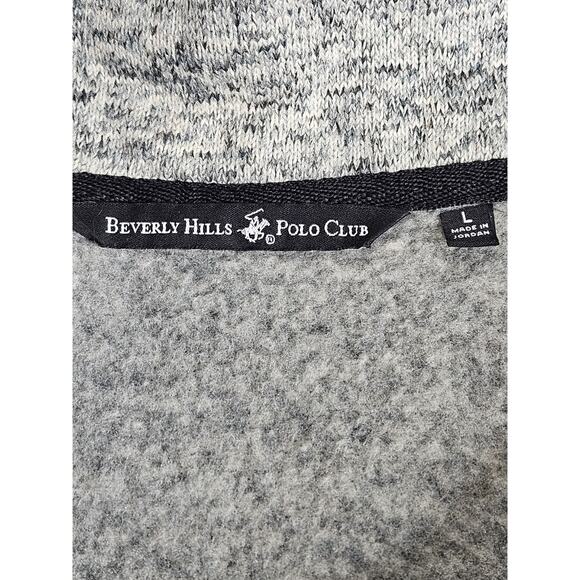 BEVERLY HILLS POLO CLUB
L
MADE IN
JORDAN